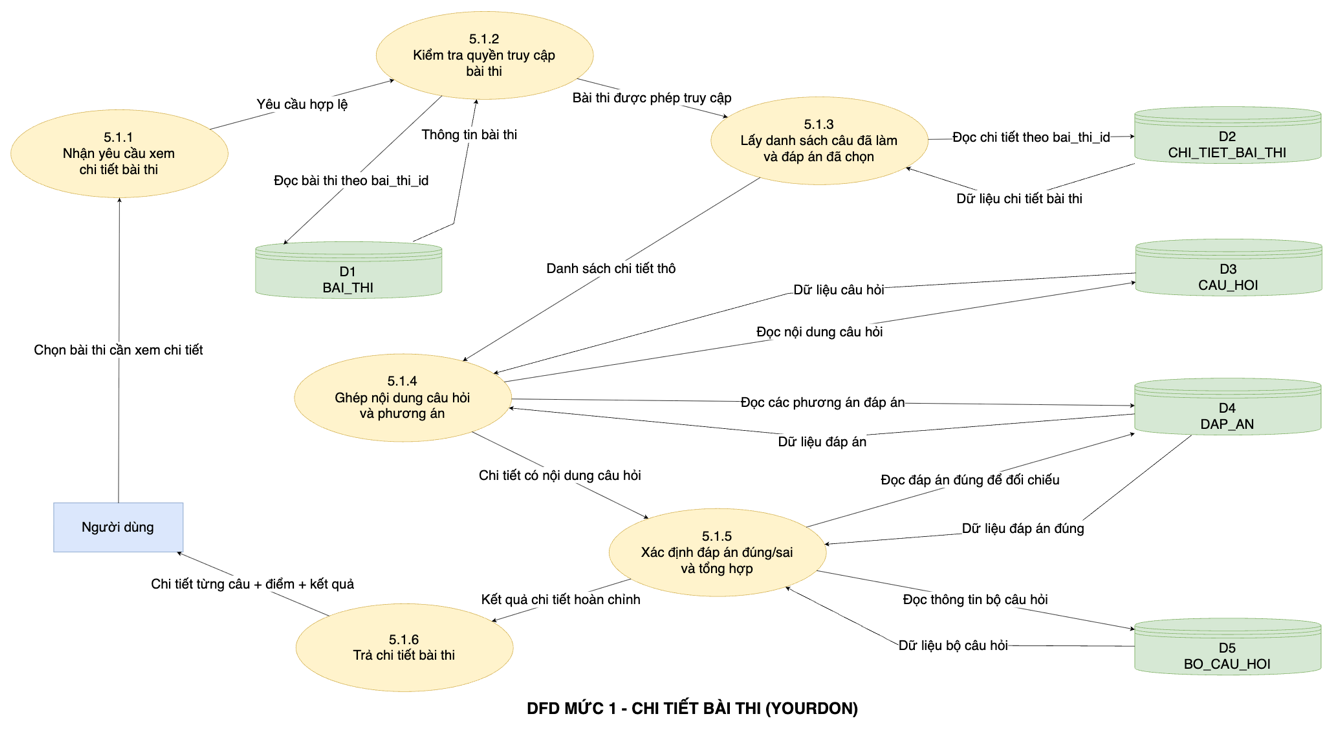 5.1.2
Kiểm tra quyền truy cập
bài thi
Yêu cầu hợp lệ
Bài thi được phép truy cập
5.1.1
Nhận yêu cầu xem
chi tiết bài thi
Thông tin bài thi
5.1.3
Lấy danh sách câu đã làm
và đáp án đã chọn
Đọc chi tiết theo bai_thi_id
D2
CHI_TIET_BAI_THI
Đọc bài thi theo bai_thi_id
Dữ liệu chi tiết bài thi
D1
BAI_THI
Danh sách chi tiết thô
D3
CAU_HOI
Dữ liệu câu hỏi
Đọc nội dung câu hỏi
Chọn bài thi cần xem chi tiết
5.1.4
Ghép nội dung câu hỏi
và phương án
Đọc các phương án đáp án
D4
DAP_AN
Dữ liệu đáp án
Chi tiết có nội dung câu hỏi
Đọc đáp án đúng để đối chiếu
Người dùng
Dữ liệu đáp án đúng
5.1.5
Xác định đáp án đúng/sai
và tổng hợp
Chi tiết từng câu + điểm + kết quả
Kết quả chi tiết hoàn chỉnh
Đọc thông tin bộ câu hỏi
5.1.6
Trả chi tiết bài thi
Dữ liệu bộ câu hỏi
D5
BO_CAU_HOI
DFD MỨC 1 - CHI TIẾT BÀI THI (YOURDON)